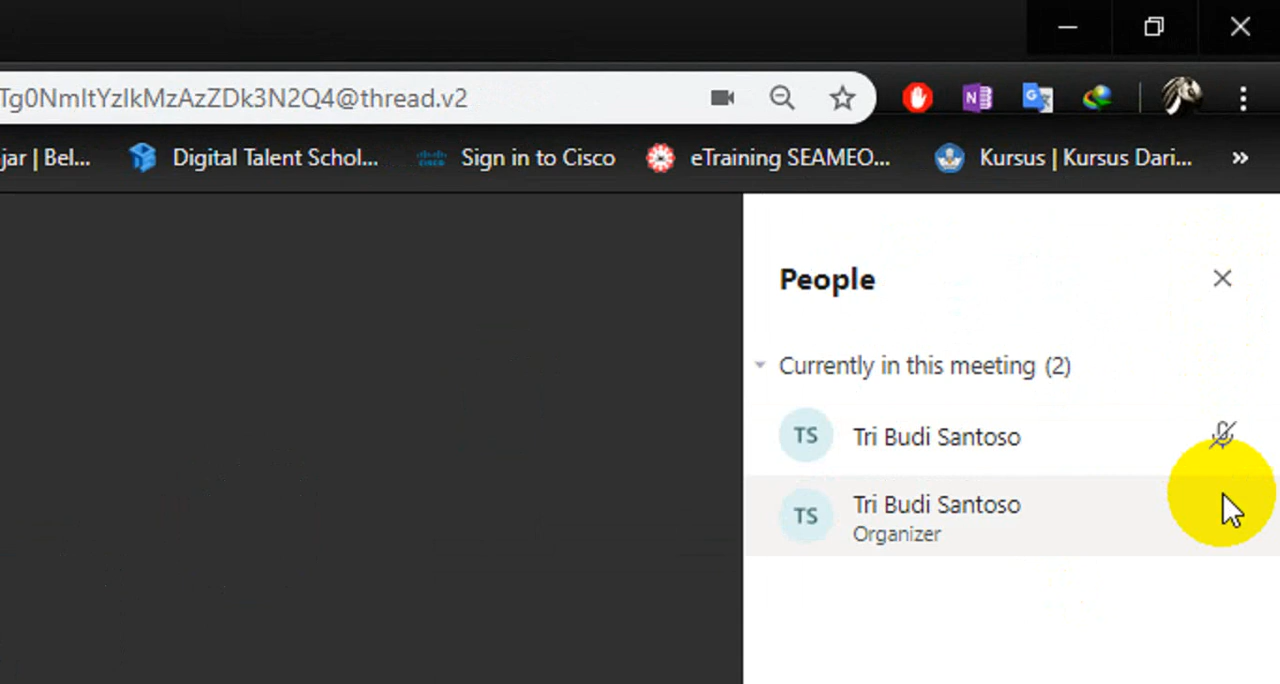 Tg0NmItYzIkMzAzZDk3N2Q4@thread.v2
jar | Bel... Digital Talent Schol... Sign in to Cisco eTraining SEAMEO... Kursus | Kursus Dari... »
People
Currently in this meeting (2)
TS Tri Budi Santoso
TS Tri Budi Santoso
Organizer